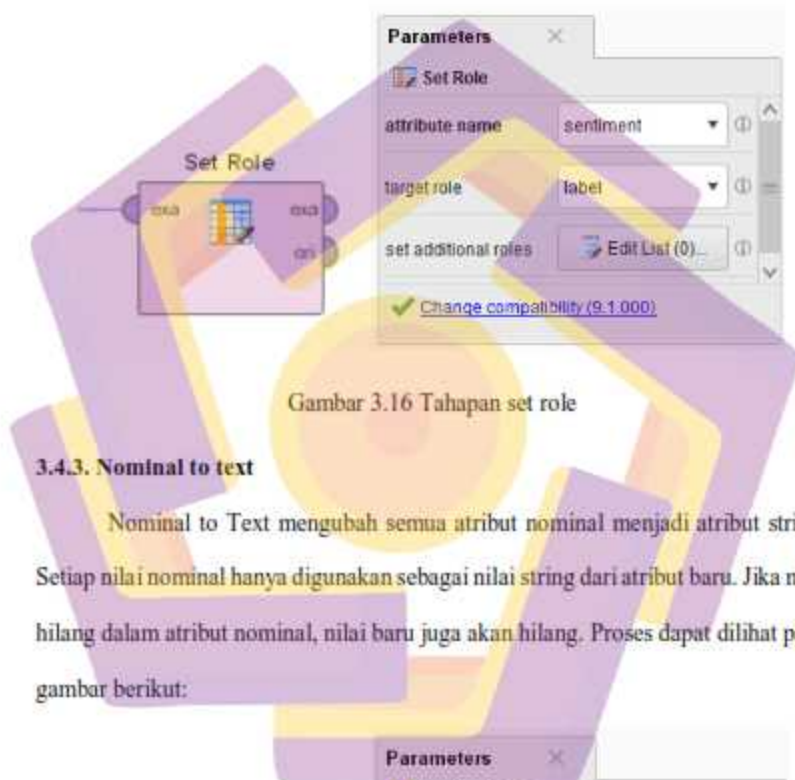 Parameters
Set Role
attribute name sentiment
target role label
set additional roles Edit List (0)...
Change compatibility (9.1.000)
Set Role
exa exa
ori
Gambar 3.16 Tahapan set role
3.4.3. Nominal to text
Nominal to Text mengubah semua atribut nominal menjadi atribut stri
Setiap nilai nominal hanya digunakan sebagai nilai string dari atribut baru. Jika n
hilang dalam atribut nominal, nilai baru juga akan hilang. Proses dapat dilihat p
gambar berikut:
Parameters